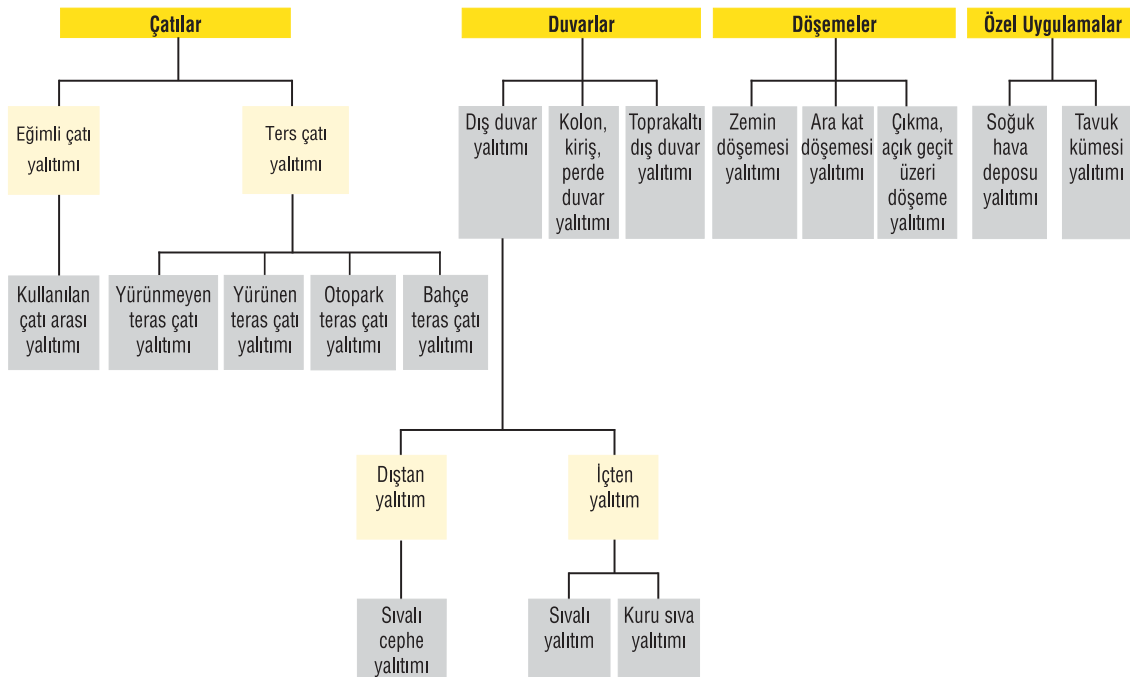 Çatılar
Duvarlar
Döşemeler
Özel Uygulamalar
Eğimli çatı
yalıtımı
Ters çatı
yalıtımı
Dış duvar
yalıtımı
Kolon,
kiriş,
perde
duvar
yalıtımı
Toprakaltı
dış duvar
yalıtımı
Zemin
döşemesi
yalıtımı
Ara kat
döşemesi
yalıtımı
Çıkma,
açık geçit
üzeri
döşeme
yalıtımı
Soğuk
hava
deposu
yalıtımı
Tavuk
kümesi
yalıtımı
Kullanılan
çatı arası
yalıtımı
Yürünmeyen
teras çatı
yalıtımı
Yürünen
teras çatı
yalıtımı
Otopark
teras çatı
yalıtımı
Bahçe
teras çatı
yalıtımı
Dıştan
yalıtım
İçten
yalıtım
Sıvalı
cephe
yalıtımı
Sıvalı
yalıtım
Kuru sıva
yalıtımı